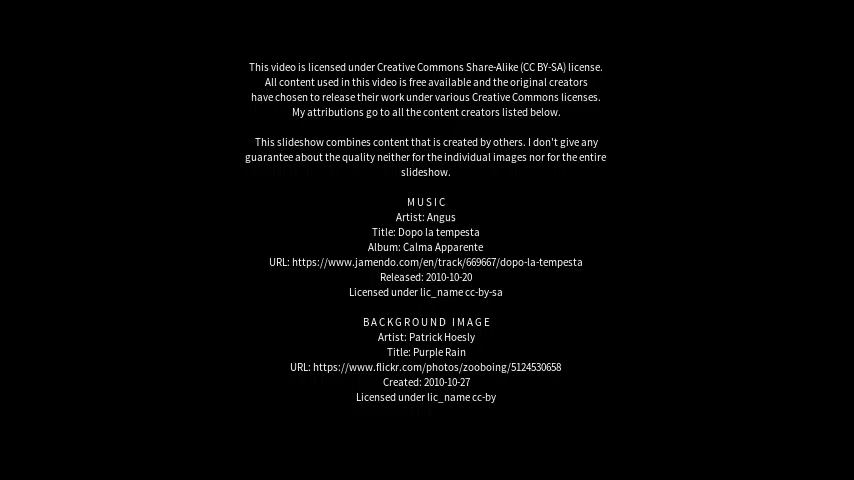 This video is licensed under Creative Commons Share-Alike (CC BY-SA) license.
All content used in this video is free available and the original creators
have chosen to release their work under various Creative Commons licenses.
My attributions go to all the content creators listed below.
This slideshow combines content that is created by others. I don't give any
guarantee about the quality neither for the individual images nor for the entire
slideshow.
MUSIC
Artist: Angus
Title: Dopo la tempesta
Album: Calma Apparente
URL: https://www.jamendo.com/en/track/669667/dopo-la-tempesta
Released: 2010-10-20
Licensed under lic_name cc-by-sa
BACKGROUND IMAGE
Artist: Patrick Hoesly
Title: Purple Rain
URL: https://www.flickr.com/photos/zooboing/5124530658
Created: 2010-10-27
Licensed under lic_name cc-by